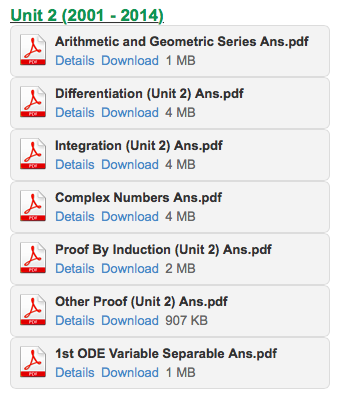 Unit 2 (2001 - 2014)
Arithmetic and Geometric Series Ans.pdf
PDF
Details Download 1 MB
Differentiation (Unit 2) Ans.pdf
PDF
Details Download 4 MB
Integration (Unit 2) Ans.pdf
PDF
Details Download 4 MB
Complex Numbers Ans.pdf
PDF
Details Download 4 MB
Proof By Induction (Unit 2) Ans.pdf
PDF
Details Download 2 MB
Other Proof (Unit 2) Ans.pdf
PDF
Details Download 907 KB
1st ODE Variable Separable Ans.pdf
PDF
Details Download 1 MB